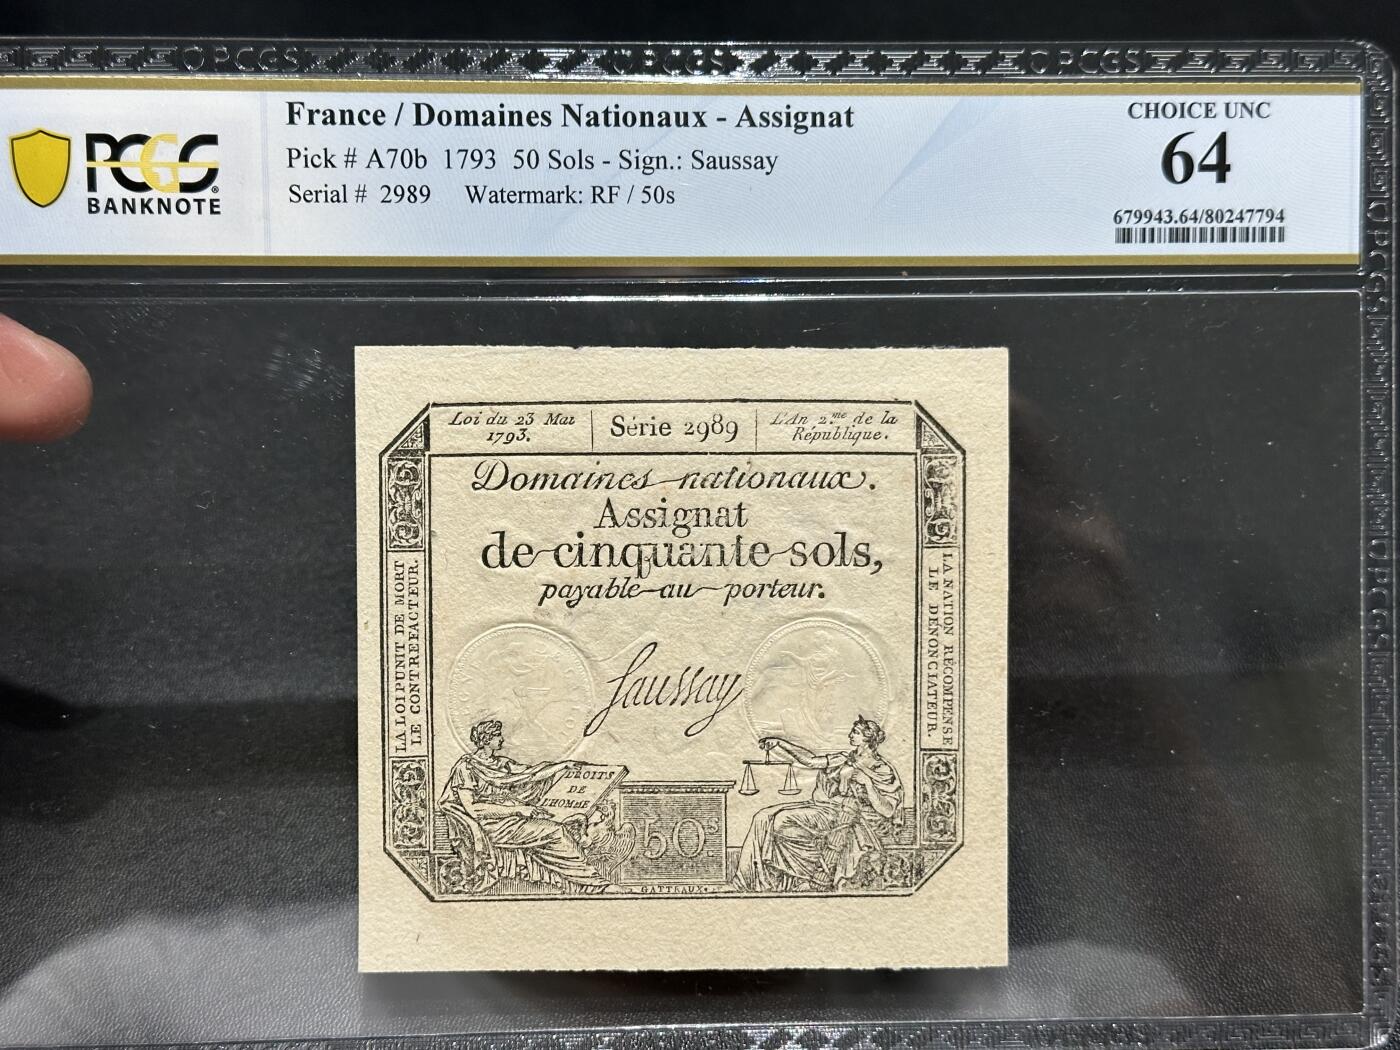 PCGS PCGS PCGS
PCGS BANKNOTE
France / Domaines Nationaux - Assignat
Pick # A70b 1793 50 Sols - Sign.: Saussay
Serial # 2989 Watermark: RF / 50s
CHOICE UNC
64
679943.64/80247794
Loi du 23 Mai
1793.
Série 2989
L'An 2.me de la
République.
Domaines nationaux.
Assignat
de cinquante sols,
payable au porteur.
LA LOI PUNIT DE MORT
LE CONTREFACTEUR.
LA NATION RÉCOMPENSE
LE DÉNONCIATEUR.
Saussay
DROITS
DE
L'HOMME
50s
GATTEAUX.